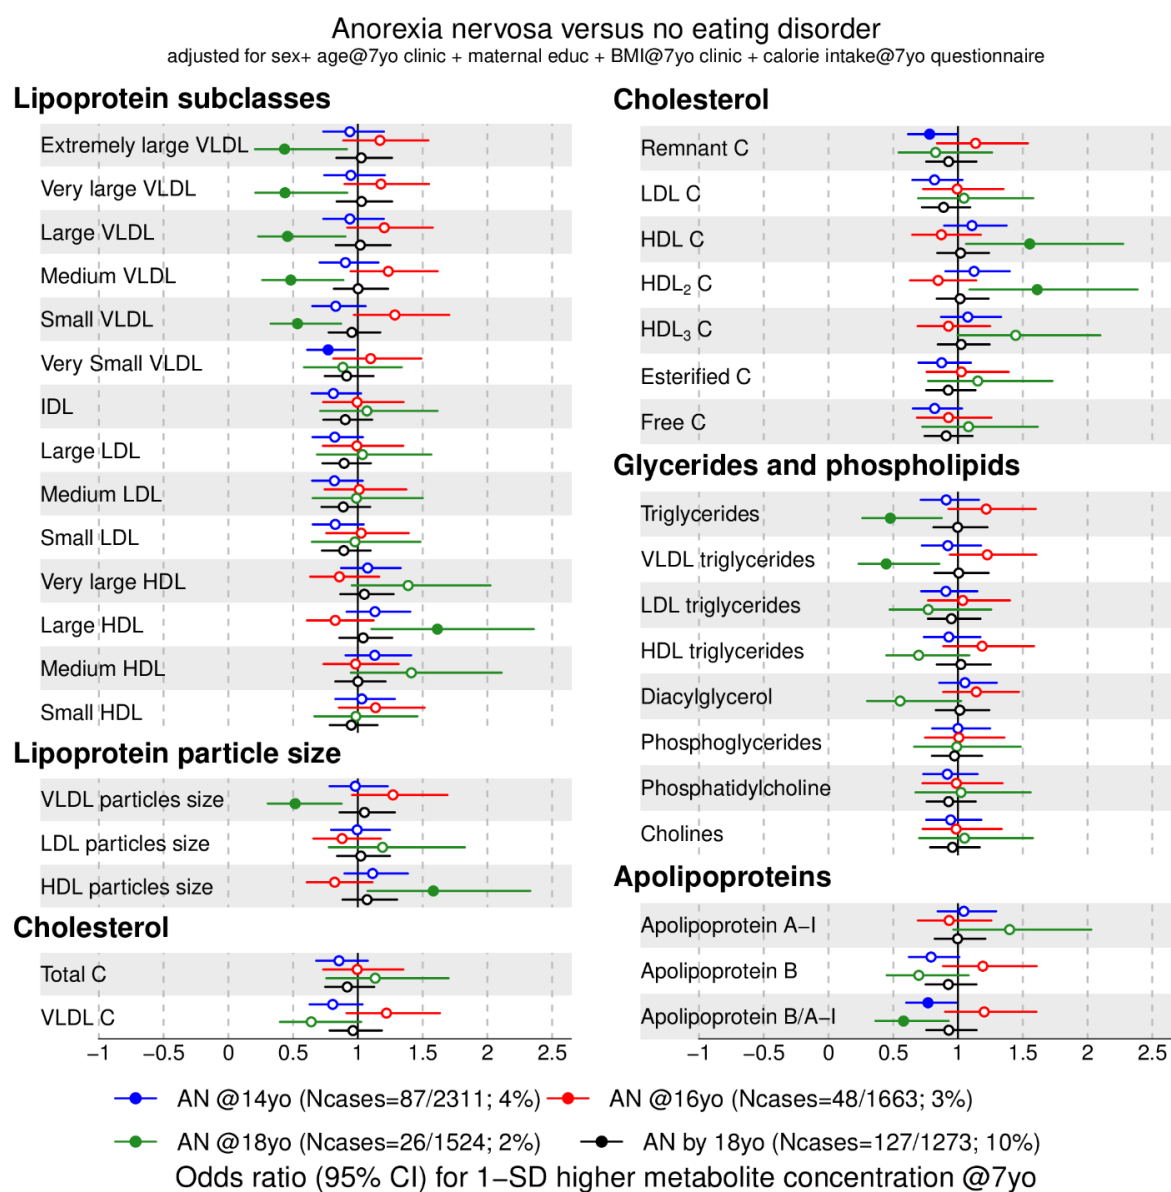 Anorexia nervosa versus no eating disorder
adjusted for sex+ age@7yo clinic + maternal educ + BMI@7yo clinic + calorie intake@7yo questionnaire
Lipoprotein subclasses
Extremely large VLDL
Very large VLDL
Large VLDL
Medium VLDL
Small VLDL
Very Small VLDL
IDL
Large LDL
Medium LDL
Small LDL
Very large HDL
Large HDL
Medium HDL
Small HDL
Lipoprotein particle size
VLDL particles size
LDL particles size
HDL particles size
Cholesterol
Total C
VLDL C
−1 −0.5 0 0.5 1 1.5 2 2.5
Cholesterol
Remnant C
LDL C
HDL C
HDL₂ C
HDL₃ C
Esterified C
Free C
Glycerides and phospholipids
Triglycerides
VLDL triglycerides
LDL triglycerides
HDL triglycerides
Diacylglycerol
Phosphoglycerides
Phosphatidylcholine
Cholines
Apolipoproteins
Apolipoprotein A−I
Apolipoprotein B
Apolipoprotein B/A−I
−1 −0.5 0 0.5 1 1.5 2 2.5
AN @14yo (Ncases=87/2311; 4%) AN @16yo (Ncases=48/1663; 3%)
AN @18yo (Ncases=26/1524; 2%) AN by 18yo (Ncases=127/1273; 10%)
Odds ratio (95% CI) for 1−SD higher metabolite concentration @7yo